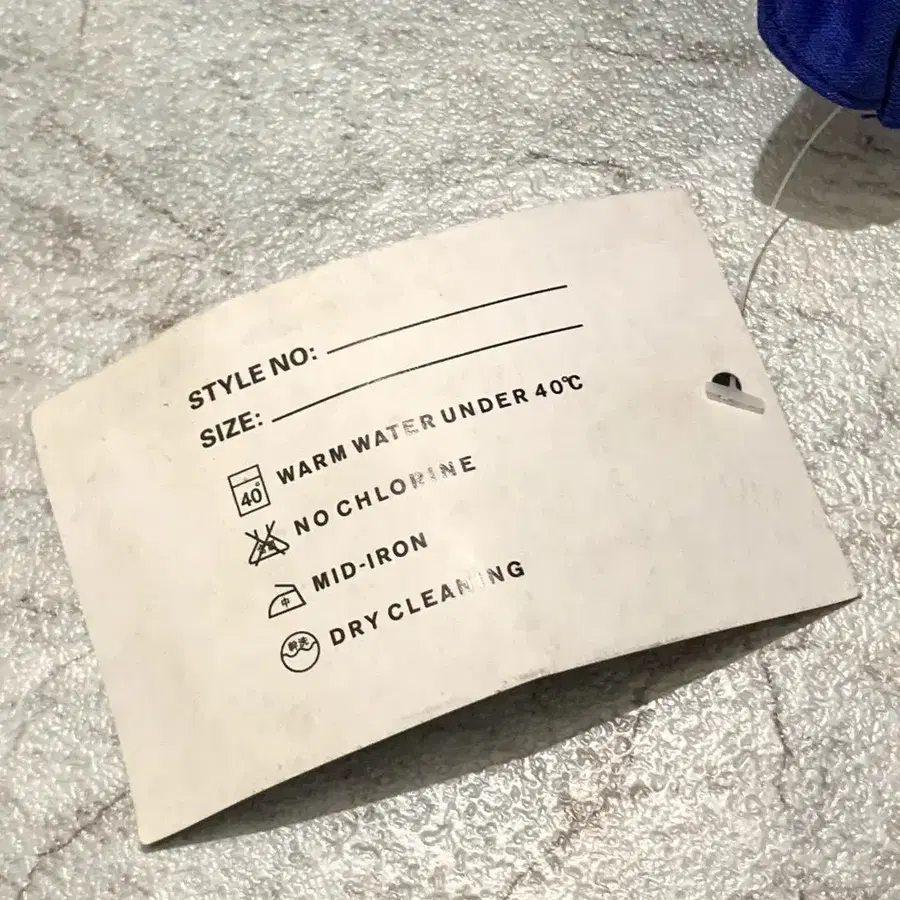 STYLE NO:
SIZE:
40° WARM WATER UNDER 40℃
NO CHLORINE
中 MID-IRON
DRY CLEANING